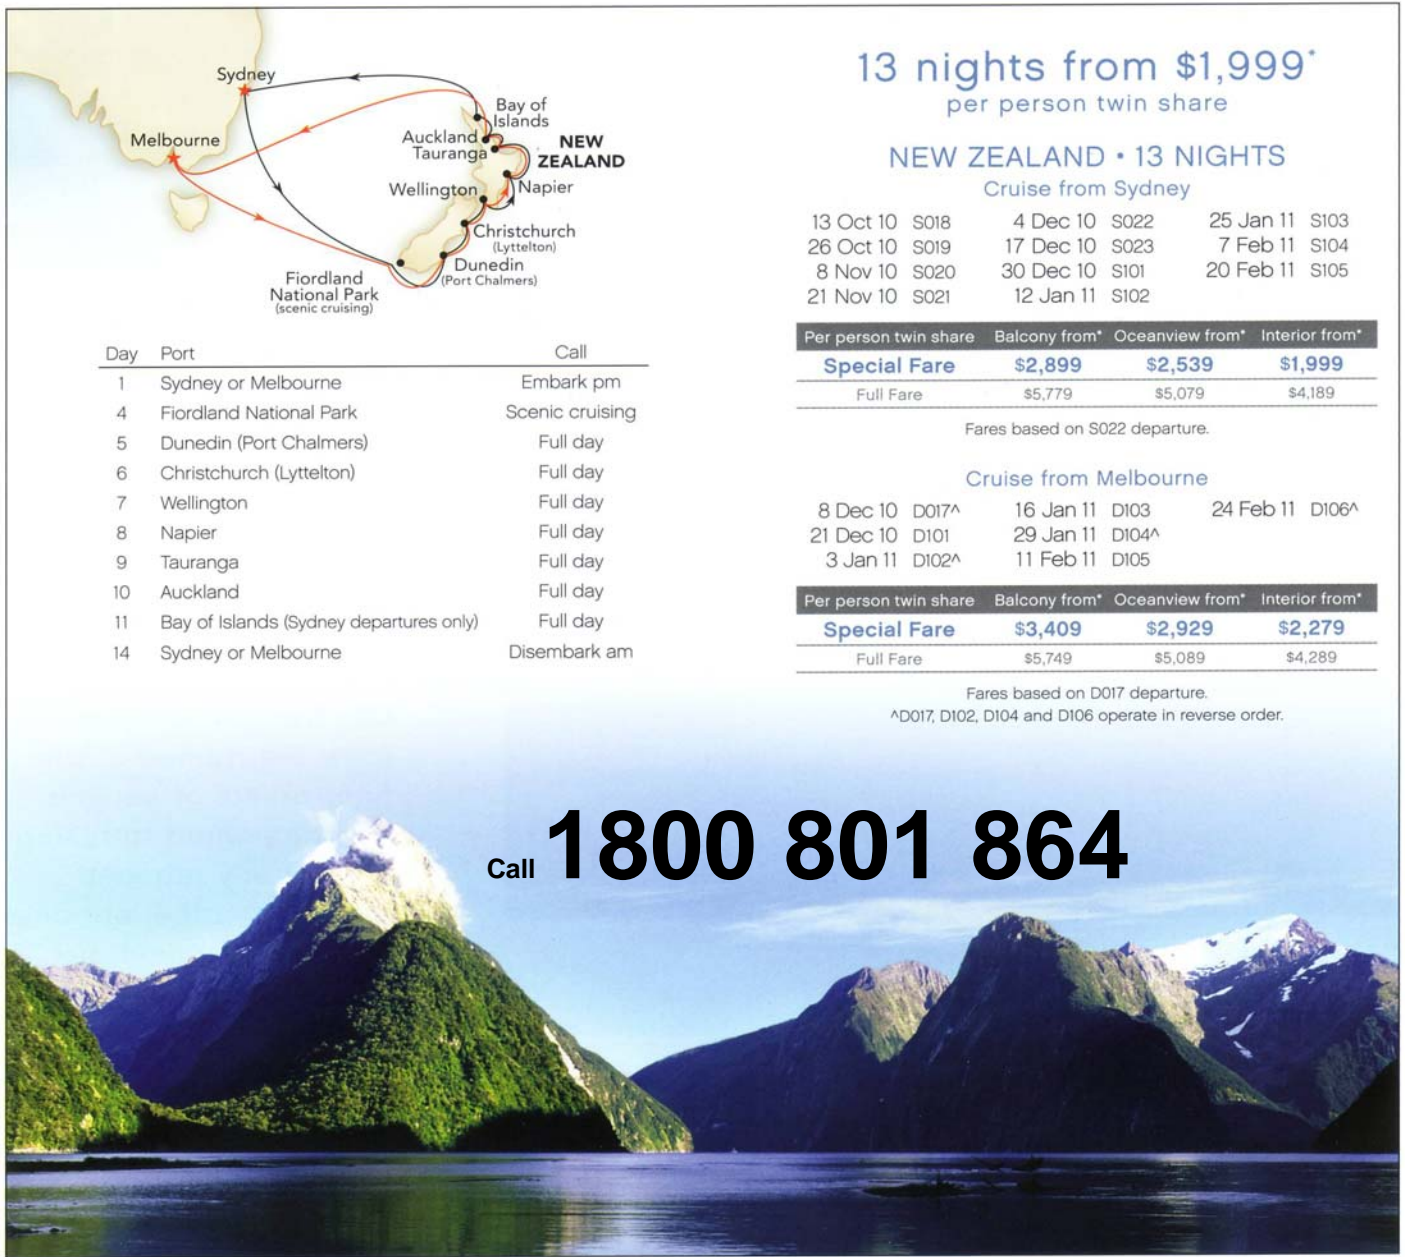 Sydney
Melbourne
Bay of
Islands
Auckland
Tauranga
NEW
ZEALAND
Wellington
Napier
Christchurch
(Lyttelton)
Dunedin
(Port Chalmers)
Fiordland
National Park
(scenic cruising)
Day Port Call
1 Sydney or Melbourne Embark pm
4 Fiordland National Park Scenic cruising
5 Dunedin (Port Chalmers) Full day
6 Christchurch (Lyttelton) Full day
7 Wellington Full day
8 Napier Full day
9 Tauranga Full day
10 Auckland Full day
11 Bay of Islands (Sydney departures only) Full day
14 Sydney or Melbourne Disembark am
13 nights from $1,999*
per person twin share
NEW ZEALAND • 13 NIGHTS
Cruise from Sydney
13 Oct 10 S018 4 Dec 10 S022 25 Jan 11 S103
26 Oct 10 S019 17 Dec 10 S023 7 Feb 11 S104
8 Nov 10 S020 30 Dec 10 S101 20 Feb 11 S105
21 Nov 10 S021 12 Jan 11 S102
Per person twin share Balcony from* Oceanview from* Interior from*
Special Fare $2,899 $2,539 $1,999
Full Fare $5,779 $5,079 $4,189
Fares based on S022 departure.
Cruise from Melbourne
8 Dec 10 D017^ 16 Jan 11 D103 24 Feb 11 D106^
21 Dec 10 D101 29 Jan 11 D104^
3 Jan 11 D102^ 11 Feb 11 D105
Per person twin share Balcony from* Oceanview from* Interior from*
Special Fare $3,409 $2,929 $2,279
Full Fare $5,749 $5,089 $4,289
Fares based on D017 departure.
^D017, D102, D104 and D106 operate in reverse order.
Call 1800 801 864